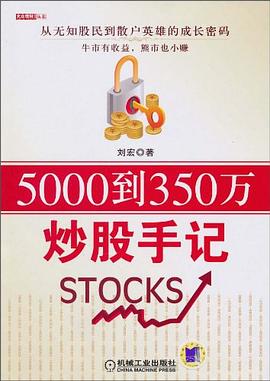 从无知股民到散户英雄的成长密码
牛市有收益，熊市也小赚
刘宏◎著
5000到350万
炒股手记
STOCKS
机械工业出版社
CHINA MACHINE PRESS